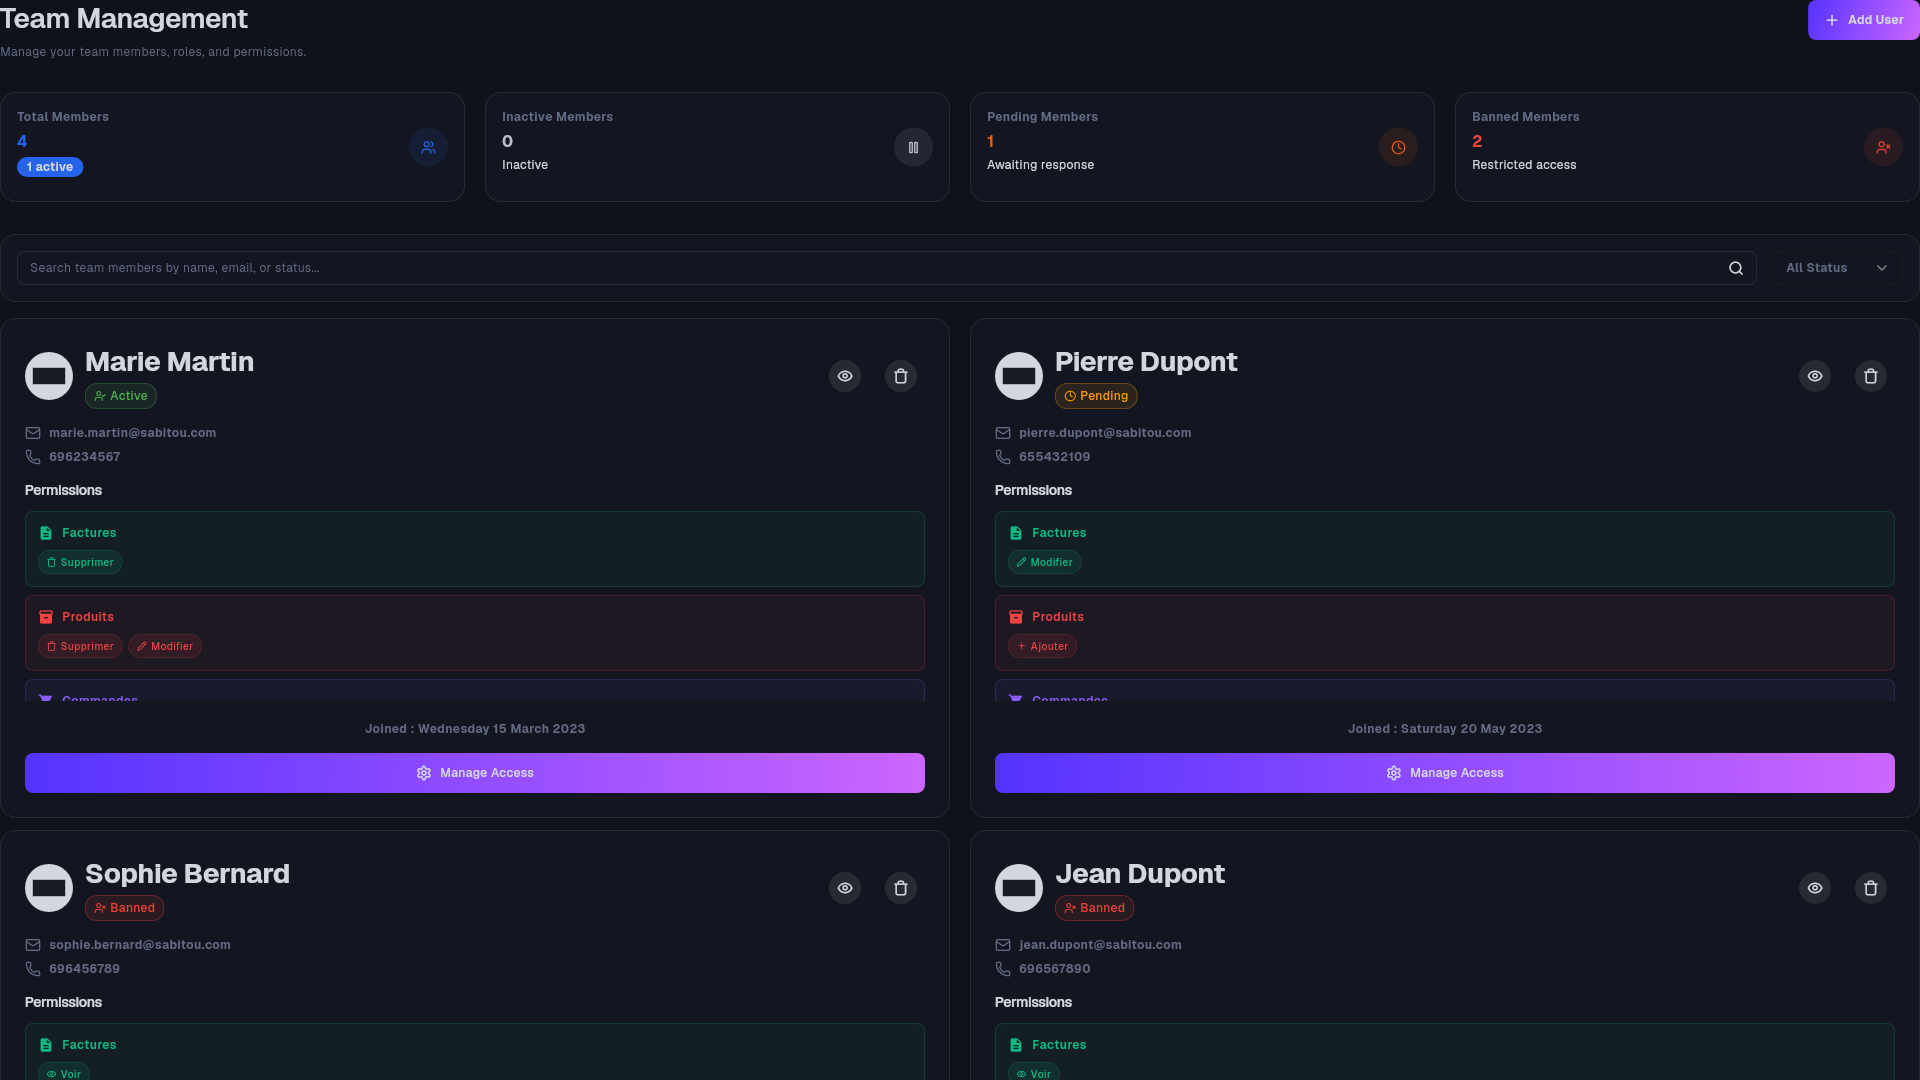 Team Management
Manage your team members, roles, and permissions.
Add User
Total Members
4
1 active
Inactive Members
0
Inactive
Pending Members
1
Awaiting response
Banned Members
2
Restricted access
Search team members by name, email, or status...
All Status
Marie Martin
Active
marie.martin@sabitou.com
696234567
Permissions
Factures
Supprimer
Produits
Supprimer Modifier
Commandes
Joined : Wednesday 15 March 2023
Manage Access
Pierre Dupont
Pending
pierre.dupont@sabitou.com
655432109
Permissions
Factures
Modifier
Produits
Ajouter
Commandes
Joined : Saturday 20 May 2023
Manage Access
Sophie Bernard
Banned
sophie.bernard@sabitou.com
696456789
Permissions
Factures
Voir
Jean Dupont
Banned
jean.dupont@sabitou.com
696567890
Permissions
Factures
Voir